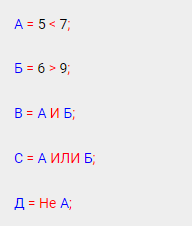 А = 5 < 7;
Б = 6 > 9;
В = А И Б;
С = А ИЛИ Б;
Д = Не А;